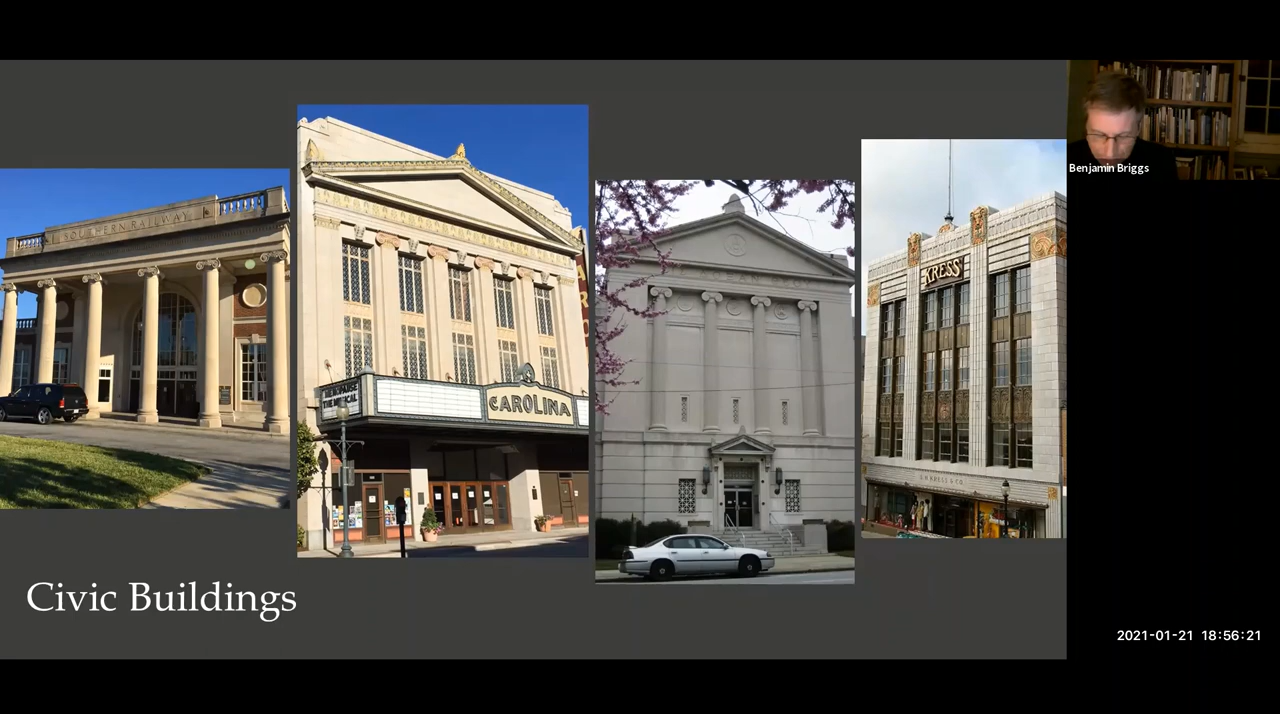 SOUTHERN RAILWAY
CAROLINA
KRESS
S.H. KRESS & CO.
Civic Buildings
Benjamin Briggs
2021-01-21 18:56:21